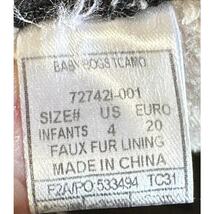 BABY BOGS TCAMO
72742I-001
SIZE# US EURO
INFANTS 4 20
FAUX FUR LINING
MADE IN CHINA
F2A/PO 533494 TC31